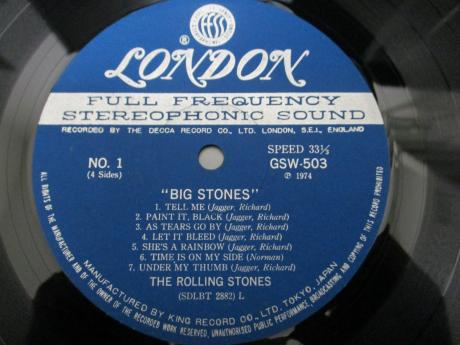 LONDON
®
FULL FREQUENCY
STEREOPHONIC SOUND
RECORDED BY THE DECCA RECORD CO., LTD. LONDON, S.E.I., ENGLAND
NO. 1
(4 Sides)
SPEED 33⅓
GSW-503
℗ 1974
"BIG STONES"
1. TELL ME (Jagger, Richard)
2. PAINT IT, BLACK (Jagger, Richard)
3. AS TEARS GO BY (Jagger, Richard)
4. LET IT BLEED (Jagger, Richard)
5. SHE'S A RAINBOW (Jagger, Richard)
6. TIME IS ON MY SIDE (Norman)
7. UNDER MY THUMB (Jagger, Richard)
THE ROLLING STONES
(SDLBT 2882) L
MANUFACTURED BY KING RECORD CO., LTD. TOKYO, JAPAN
ALL RIGHTS OF THE MANUFACTURER AND OF THE OWNER OF THE RECORDED WORK RESERVED, UNAUTHORISED PUBLIC PERFORMANCE, BROADCASTING AND COPYING OF THIS RECORD PROHIBITED.